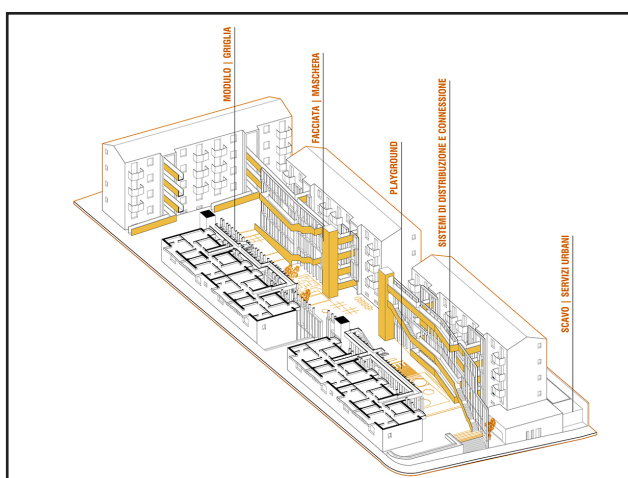 MODULO | GRIGLIA
FACCIATA | MASCHERA
PLAYGROUND
SISTEMI DI DISTRIBUZIONE E CONNESSIONE
SCAVO | SERVIZI URBANI